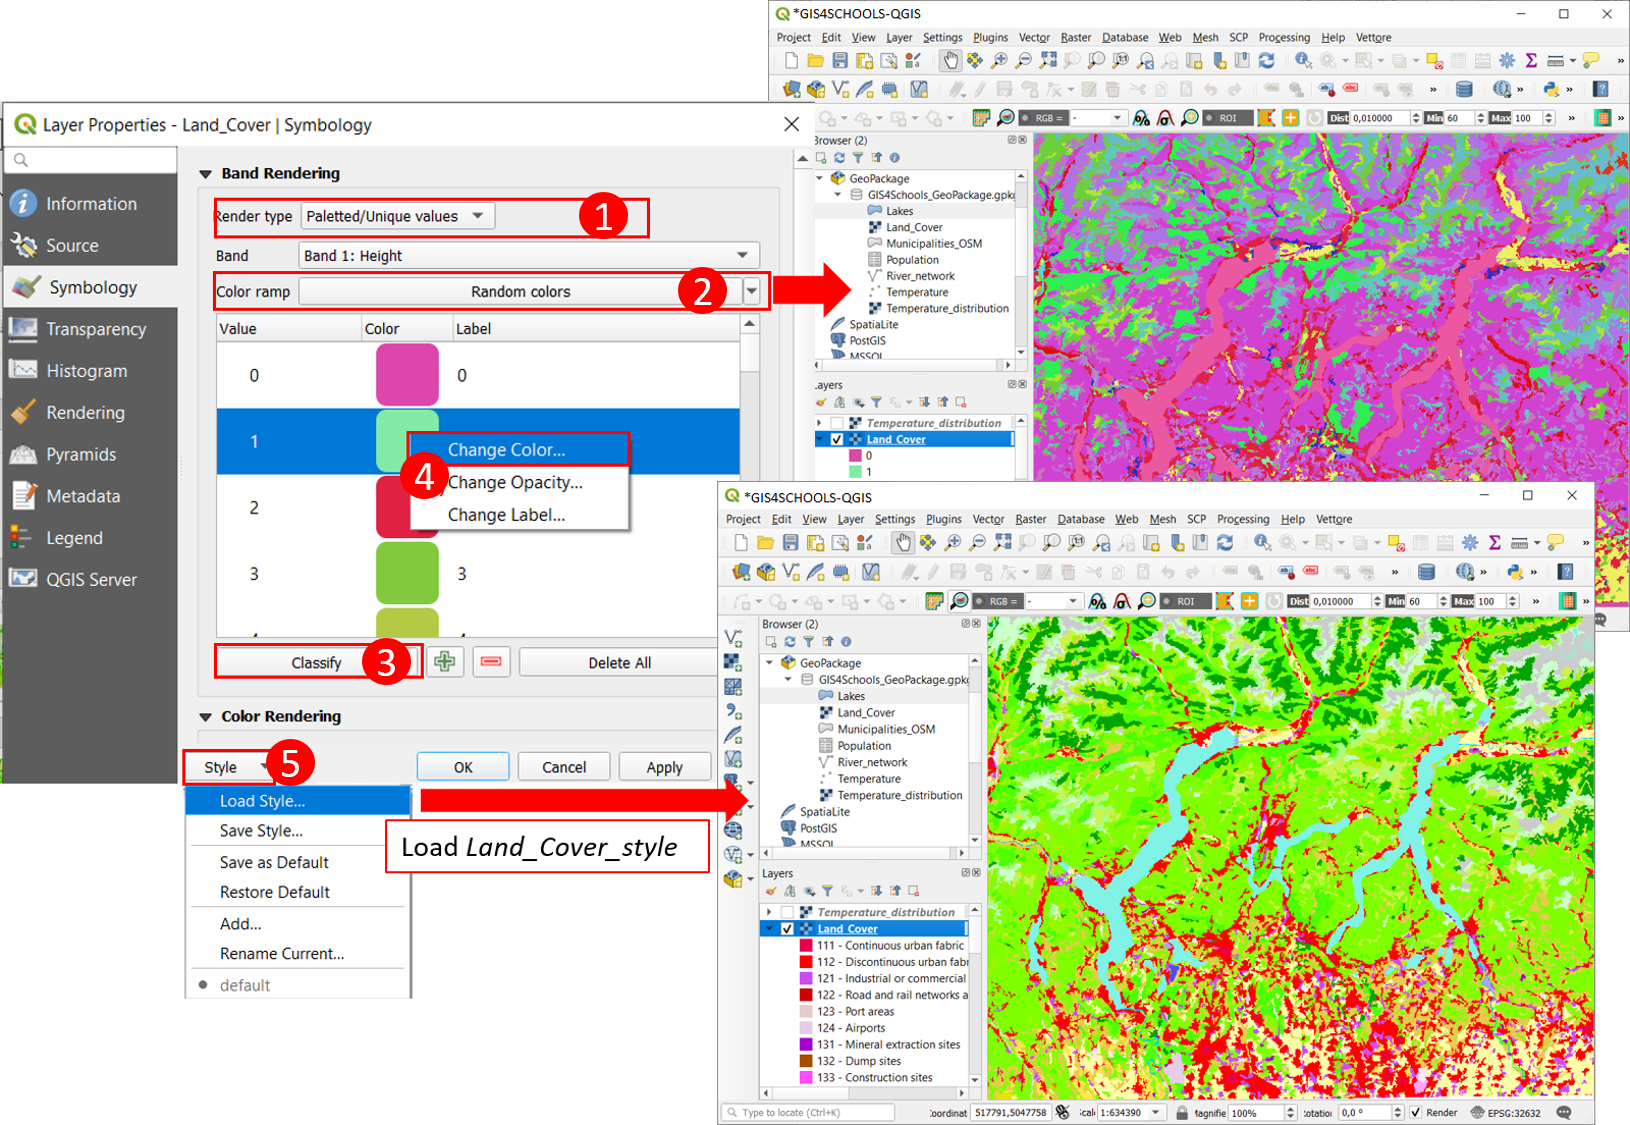 *GIS4SCHOOLS-QGIS
Project Edit View Layer Settings Plugins Vector Raster Database Web Mesh SCP Processing Help Vettore
RGB = - ROI Dist 0,010000 Min 60 Max 100
Browser (2)
GeoPackage
GIS4Schools_GeoPackage.gpkg
Lakes
Land_Cover
Municipalities_OSM
Population
River_network
Temperature
Temperature_distribution
SpatiaLite
PostGIS
MSSQL
Layers
Temperature_distribution
Land_Cover
0
1
Layer Properties - Land_Cover | Symbology
Information
Source
Symbology
Transparency
Histogram
Rendering
Pyramids
Metadata
Legend
QGIS Server
Band Rendering
Render type Paletted/Unique values 1
Band Band 1: Height
Color ramp Random colors 2
Value Color Label
0 0
1
2
3 3
4 4
Change Color...
4
Change Opacity...
Change Label...
Classify 3 Delete All
Color Rendering
Style 5 OK Cancel Apply
Load Style...
Save Style...
Save as Default
Restore Default
Add...
Rename Current...
default
Load Land_Cover_style
*GIS4SCHOOLS-QGIS
Project Edit View Layer Settings Plugins Vector Raster Database Web Mesh SCP Processing Help Vettore
RGB = - ROI Dist 0,010000 Min 60 Max 100
Browser (2)
GeoPackage
GIS4Schools_GeoPackage.gpkg
Lakes
Land_Cover
Municipalities_OSM
Population
River_network
Temperature
Temperature_distribution
SpatiaLite
PostGIS
MSSQL
Layers
Temperature_distribution
Land_Cover
111 - Continuous urban fabric
112 - Discontinuous urban fab
121 - Industrial or commercial
122 - Road and rail networks a
123 - Port areas
124 - Airports
131 - Mineral extraction sites
132 - Dump sites
133 - Construction sites
Type to locate (Ctrl+K) Coordinat 517791,5047758 Scal 1:634390 Magnifie 100% Rotatio 0,0 ° Render EPSG:32632